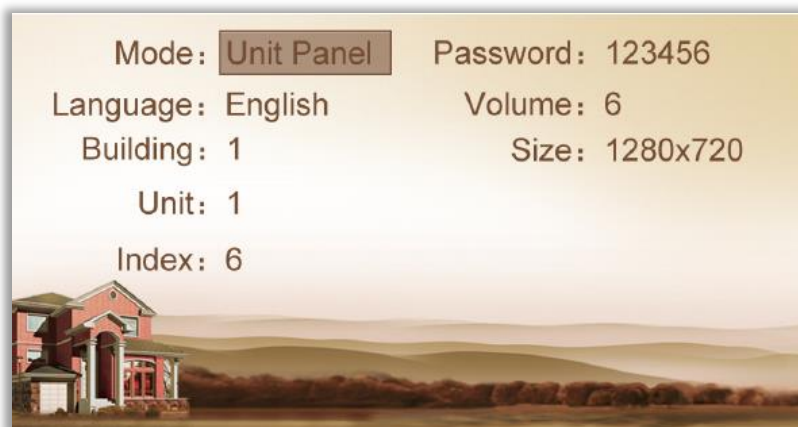 Mode：Unit Panel Password：123456
Language：English Volume：6
Building：1 Size：1280x720
Unit：1
Index：6